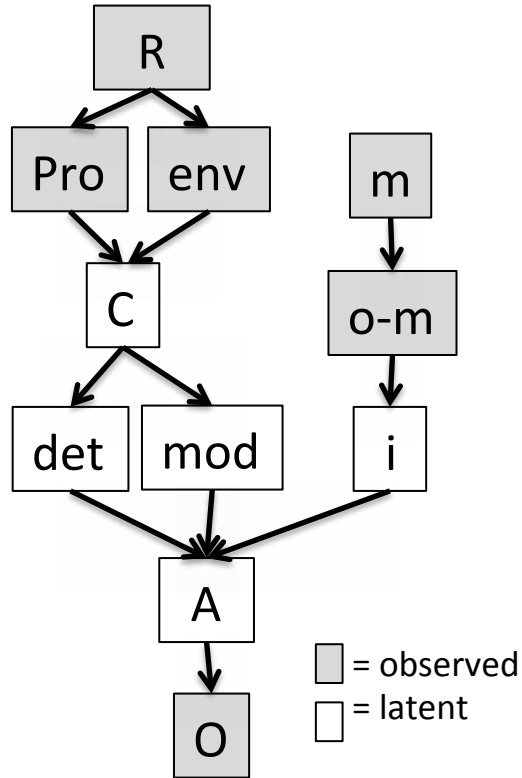 R
Pro env
m
C
o-m
det mod i
A
= observed
= latent
O